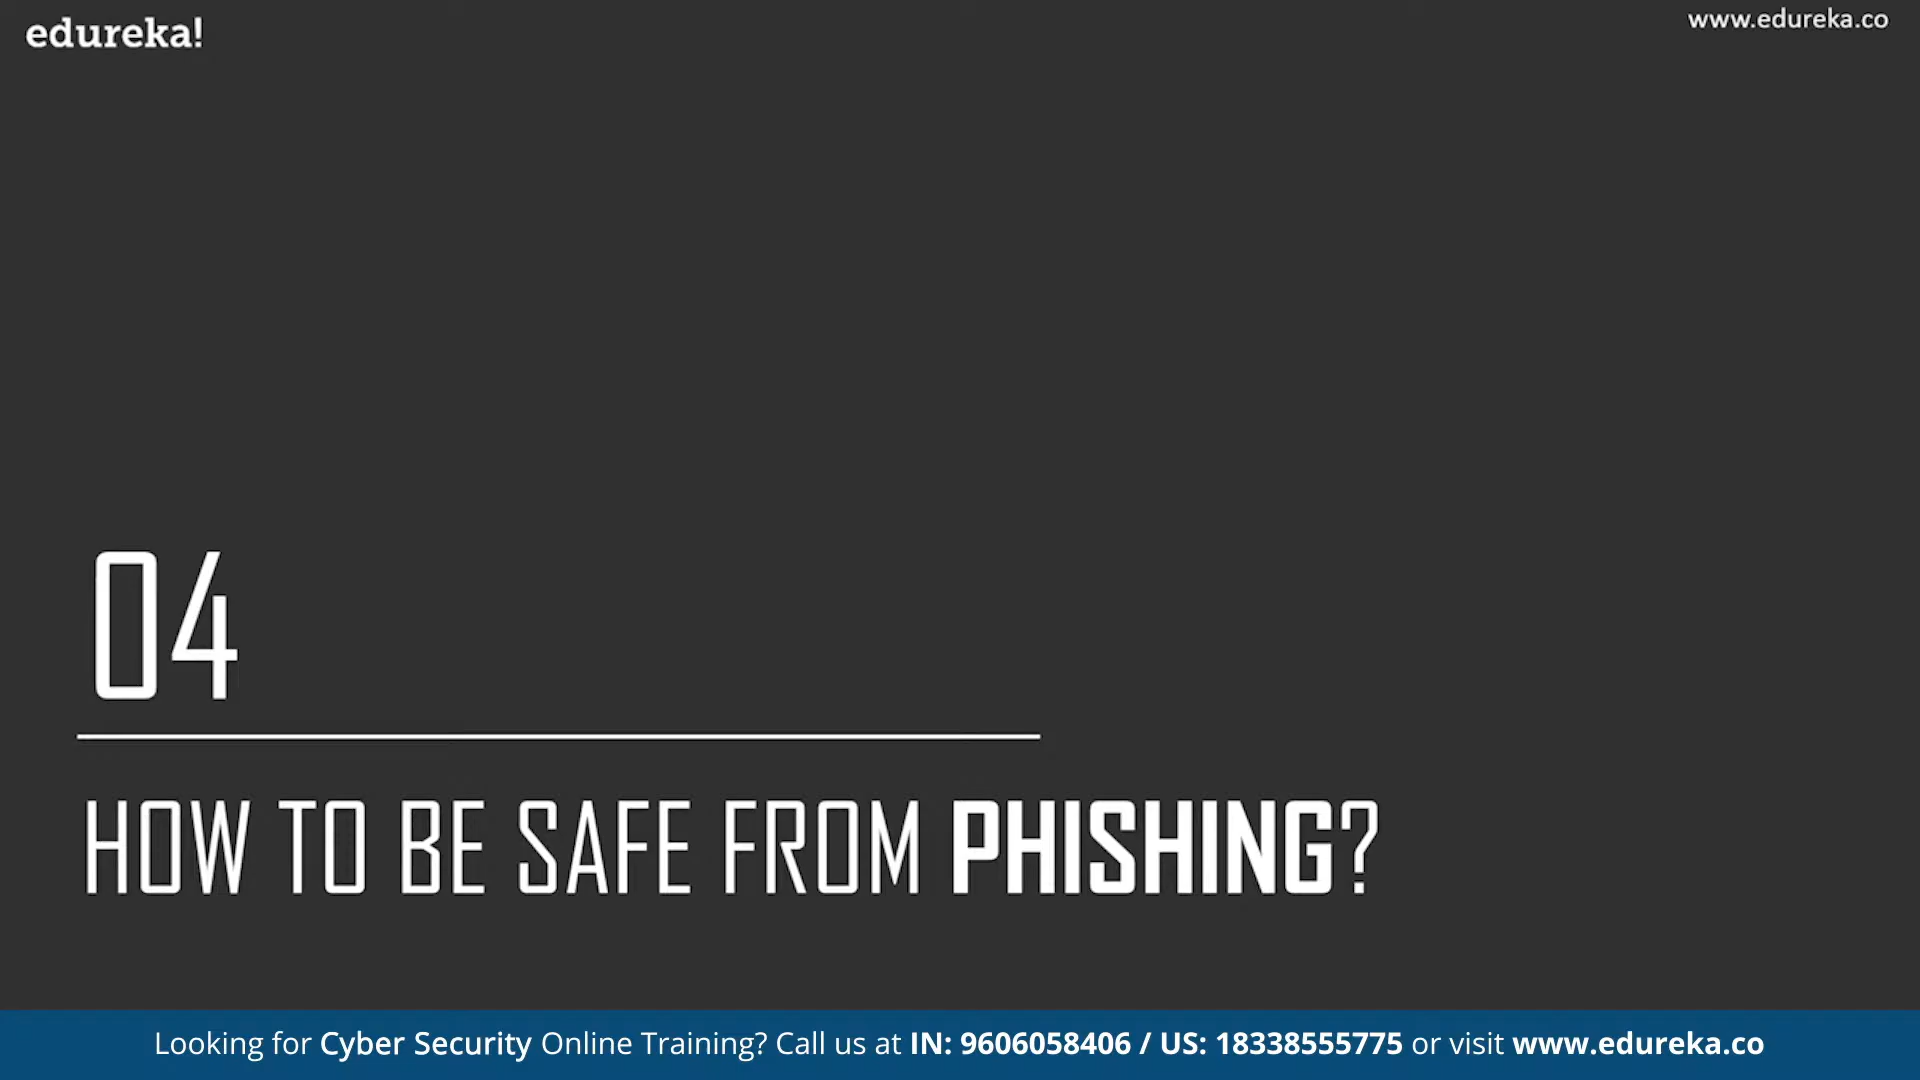 edureka!
www.edureka.co
04
HOW TO BE SAFE FROM PHISHING?
Looking for Cyber Security Online Training? Call us at IN: 9606058406 / US: 18338555775 or visit www.edureka.co